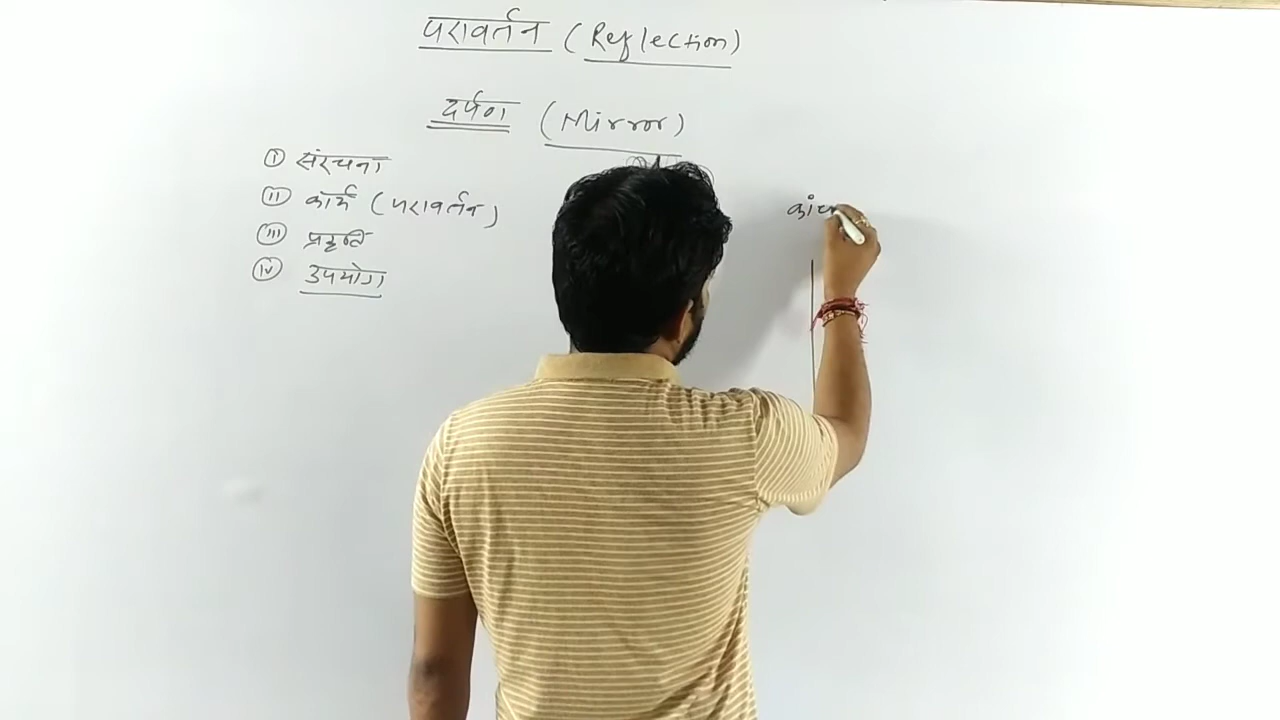 परावर्तन (Reflection)
दर्पण (Mirror)
(i) संरचना
(ii) कार्य (परावर्तन)
(iii) प्रकृति
(iv) उपयोग
कांच